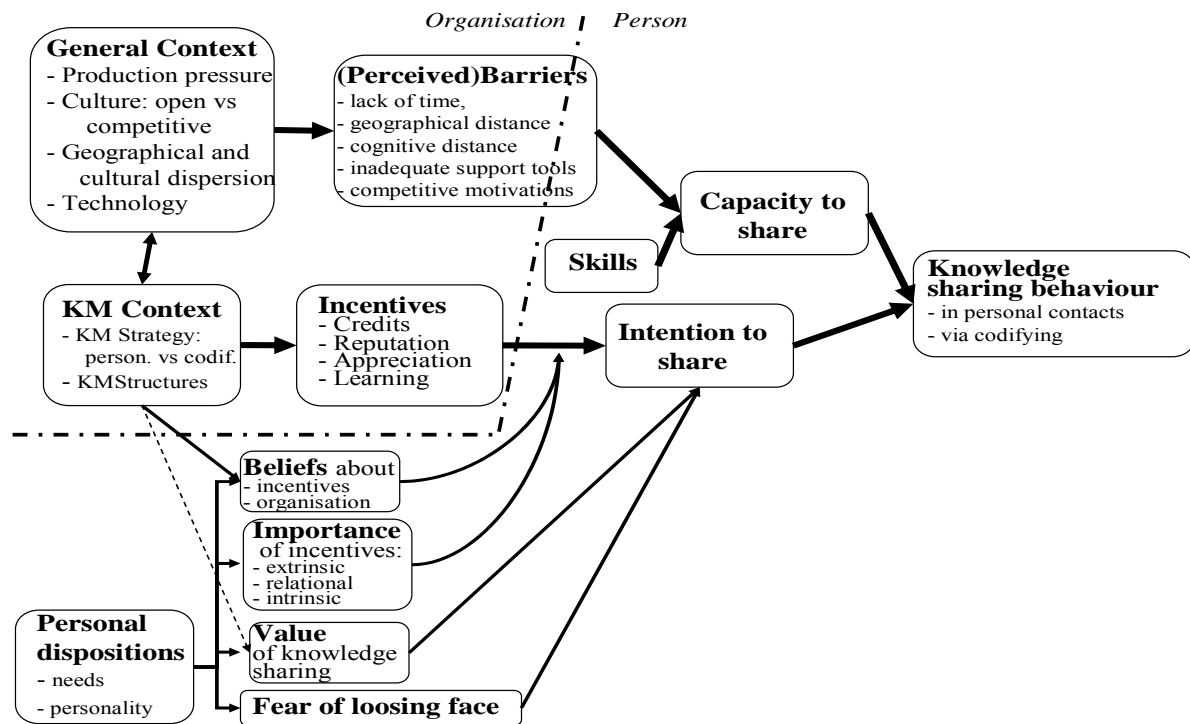 Organisation
Person
General Context
- Production pressure
- Culture: open vs
competitive
- Geographical and
cultural dispersion
- Technology
(Perceived)Barriers
- lack of time,
- geographical distance
- cognitive distance
- inadequate support tools
- competitive motivations
Capacity to
share
Skills
Knowledge
sharing behaviour
- in personal contacts
- via codifying
KM Context
- KM Strategy:
person. vs codif.
- KMStructures
Incentives
- Credits
- Reputation
- Appreciation
- Learning
Intention to
share
Beliefs about
- incentives
- organisation
Importance
of incentives:
- extrinsic
- relational
- intrinsic
Personal
dispositions
- needs
- personality
Value
of knowledge
sharing
Fear of loosing face